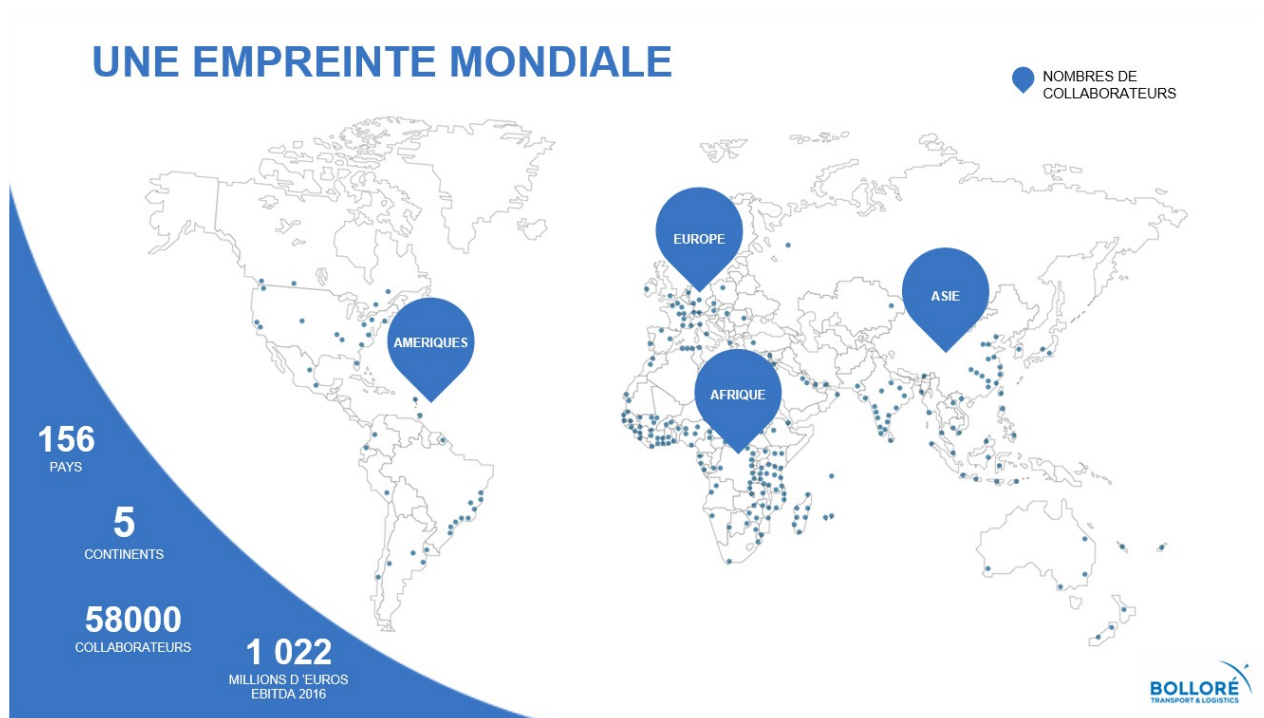 UNE EMPREINTE MONDIALE
NOMBRES DE
COLLABORATEURS
EUROPE
ASIE
AMERIQUES
AFRIQUE
156
PAYS
5
CONTINENTS
58000
COLLABORATEURS
1 022
MILLIONS D 'EUROS
EBITDA 2016
BOLLORÉ
TRANSPORT & LOGISTICS